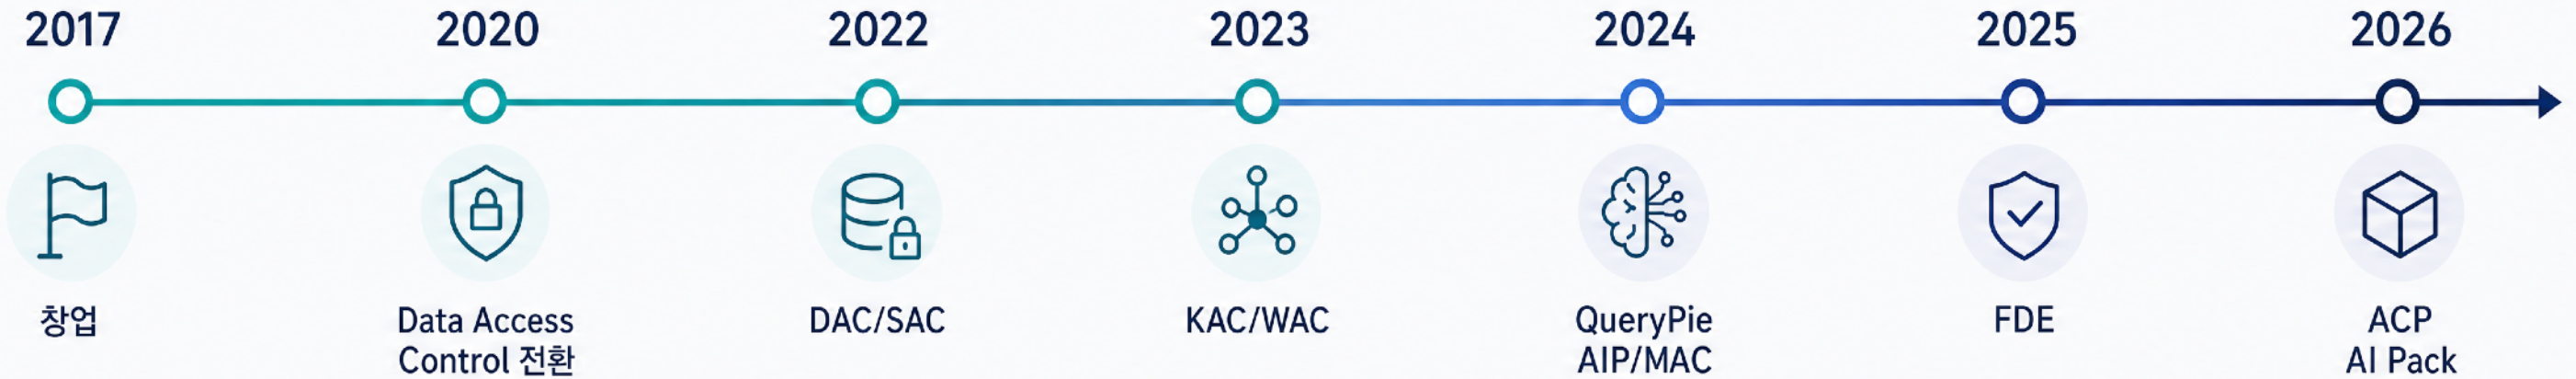 2017
2020
2022
2023
2024
2025
2026
창업
Data Access
Control 전환
DAC/SAC
KAC/WAC
QueryPie
AIP/MAC
FDE
ACP
AI Pack